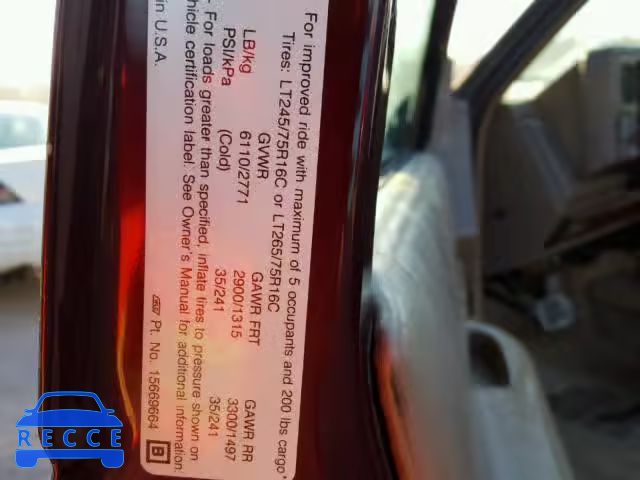 For improved ride with maximum of 5 occupants and 200 lbs cargo*
Tires: LT245/75R16C or LT265/75R16C
GVWR GAWR FRT GAWR RR
LB/kg 6110/2771 2900/1315 3300/1497
PSI/kPa (Cold) 35/241 35/241
For loads greater than specified, inflate tires to pressure shown on
vehicle certification label. See Owner's Manual for additional information.
in U.S.A. Pt. No. 15669664 B
RECCE